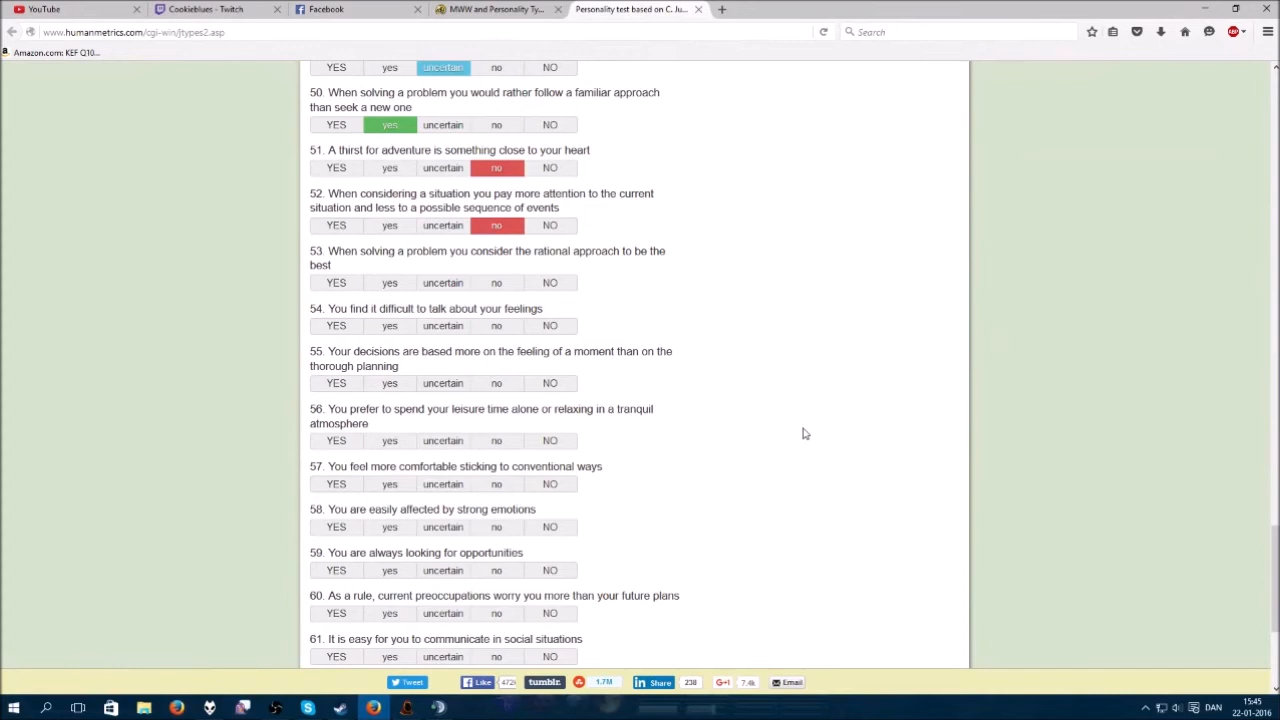 YouTube
Cookieblues - Twitch
Facebook
MWW and Personality Ty...
Personality test based on C. Ju...
www.humanmetrics.com/cgi-win/jtypes2.asp
Search
ABP
Amazon.com: KEF Q10...
YES yes uncertain no NO
50. When solving a problem you would rather follow a familiar approach
than seek a new one
YES yes uncertain no NO
51. A thirst for adventure is something close to your heart
YES yes uncertain no NO
52. When considering a situation you pay more attention to the current
situation and less to a possible sequence of events
YES yes uncertain no NO
53. When solving a problem you consider the rational approach to be the
best
YES yes uncertain no NO
54. You find it difficult to talk about your feelings
YES yes uncertain no NO
55. Your decisions are based more on the feeling of a moment than on the
thorough planning
YES yes uncertain no NO
56. You prefer to spend your leisure time alone or relaxing in a tranquil
atmosphere
YES yes uncertain no NO
57. You feel more comfortable sticking to conventional ways
YES yes uncertain no NO
58. You are easily affected by strong emotions
YES yes uncertain no NO
59. You are always looking for opportunities
YES yes uncertain no NO
60. As a rule, current preoccupations worry you more than your future plans
YES yes uncertain no NO
61. It is easy for you to communicate in social situations
YES yes uncertain no NO
Tweet Like tumblr. 1.7M Share 238 G+1 7.4k Email
DAN
15:45
22-01-2016